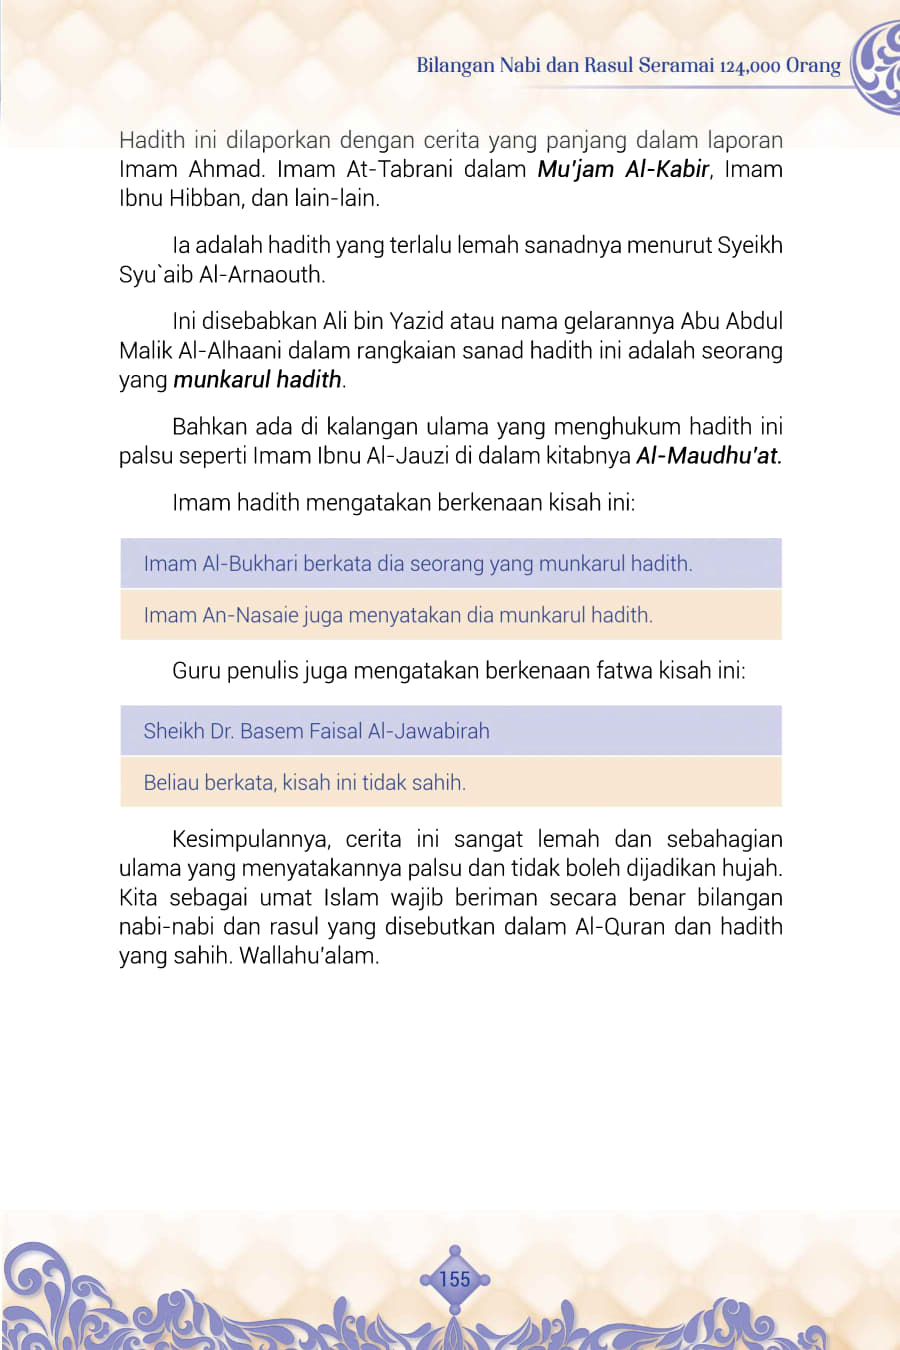 Bilangan Nabi dan Rasul Seramai 124,000 Orang
Hadith ini dilaporkan dengan cerita yang panjang dalam laporan
Imam Ahmad. Imam At-Tabrani dalam Mu'jam Al-Kabir, Imam
Ibnu Hibban, dan lain-lain.
Ia adalah hadith yang terlalu lemah sanadnya menurut Syeikh
Syu`aib Al-Arnaouth.
Ini disebabkan Ali bin Yazid atau nama gelarannya Abu Abdul
Malik Al-Alhaani dalam rangkaian sanad hadith ini adalah seorang
yang munkarul hadith.
Bahkan ada di kalangan ulama yang menghukum hadith ini
palsu seperti Imam Ibnu Al-Jauzi di dalam kitabnya Al-Maudhu'at.
Imam hadith mengatakan berkenaan kisah ini:
Imam Al-Bukhari berkata dia seorang yang munkarul hadith.
Imam An-Nasaie juga menyatakan dia munkarul hadith.
Guru penulis juga mengatakan berkenaan fatwa kisah ini:
Sheikh Dr. Basem Faisal Al-Jawabirah
Beliau berkata, kisah ini tidak sahih.
Kesimpulannya, cerita ini sangat lemah dan sebahagian
ulama yang menyatakannya palsu dan tidak boleh dijadikan hujah.
Kita sebagai umat Islam wajib beriman secara benar bilangan
nabi-nabi dan rasul yang disebutkan dalam Al-Quran dan hadith
yang sahih. Wallahu'alam.
155